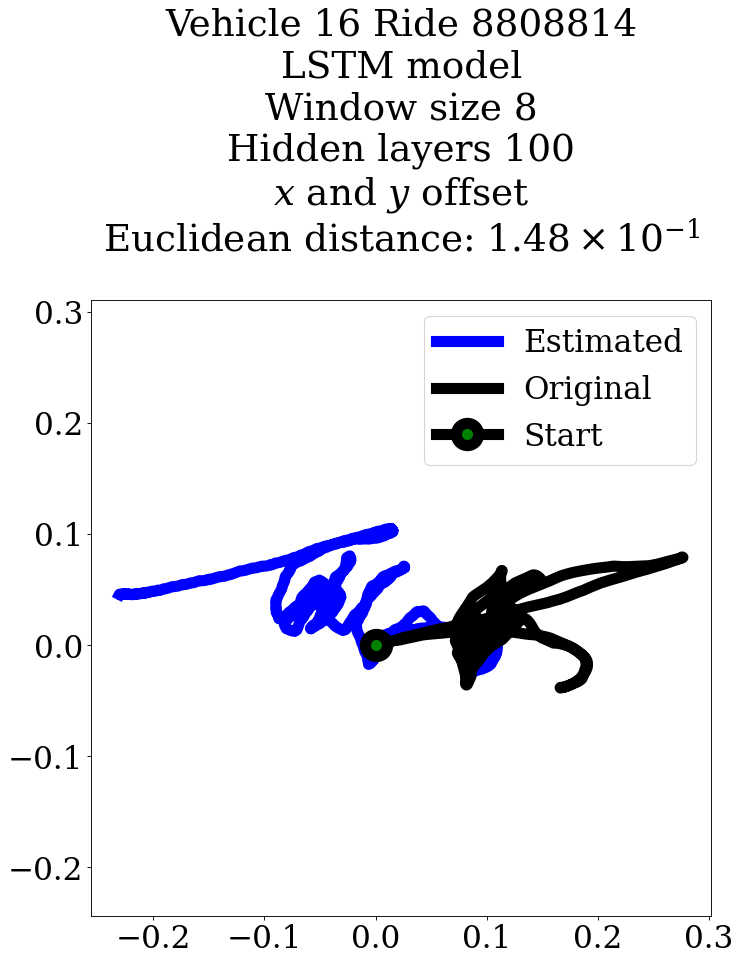 Vehicle 16 Ride 8808814
LSTM model
Window size 8
Hidden layers 100
x and y offset
Euclidean distance: 1.48 × 10⁻¹
Estimated
Original
Start
0.3
0.2
0.1
0.0
−0.1
−0.2
−0.2 −0.1 0.0 0.1 0.2 0.3